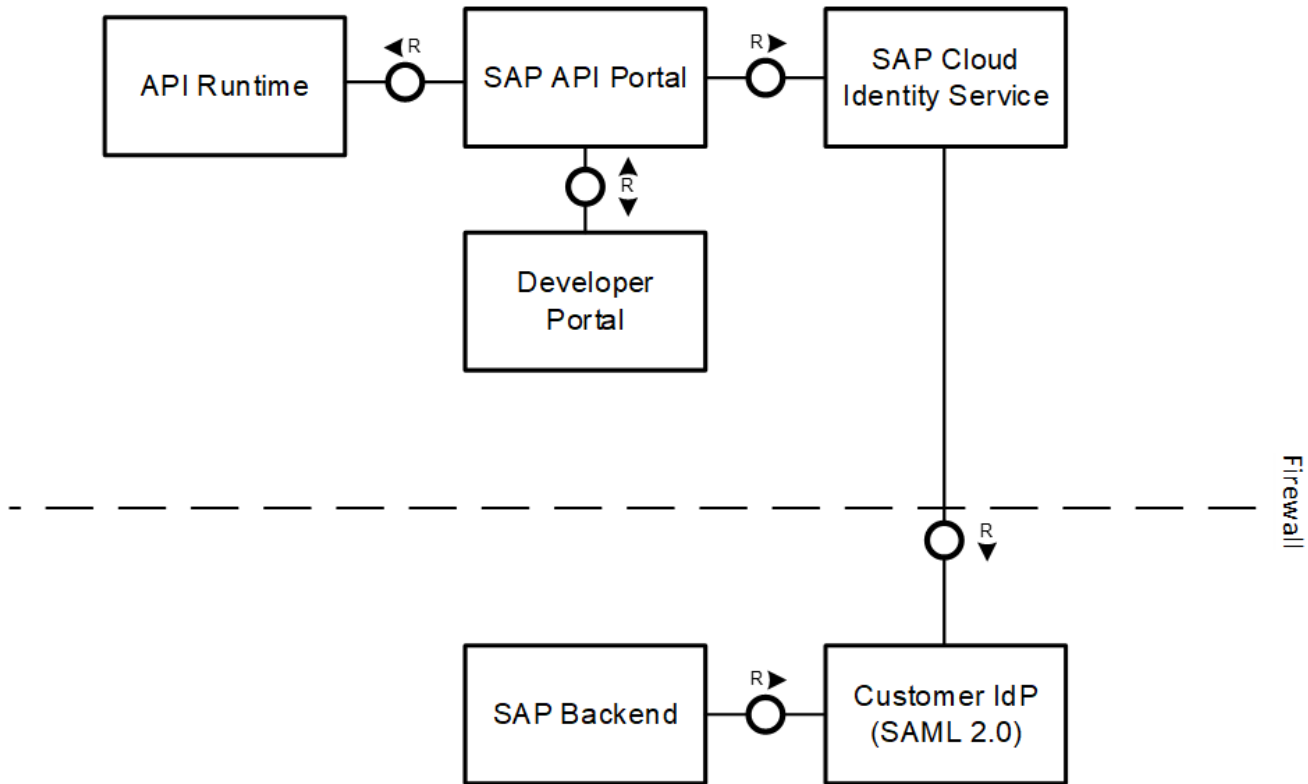 API Runtime
R
SAP API Portal
R
SAP Cloud
Identity Service
R
Developer
Portal
Firewall
R
SAP Backend
R
Customer IdP
(SAML 2.0)